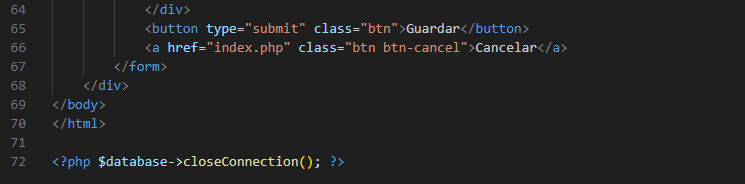 64 </div>
65 <button type="submit" class="btn">Guardar</button>
66 <a href="index.php" class="btn btn-cancel">Cancelar</a>
67 </form>
68 </div>
69 </body>
70 </html>
71
72 <?php $database->closeConnection(); ?>